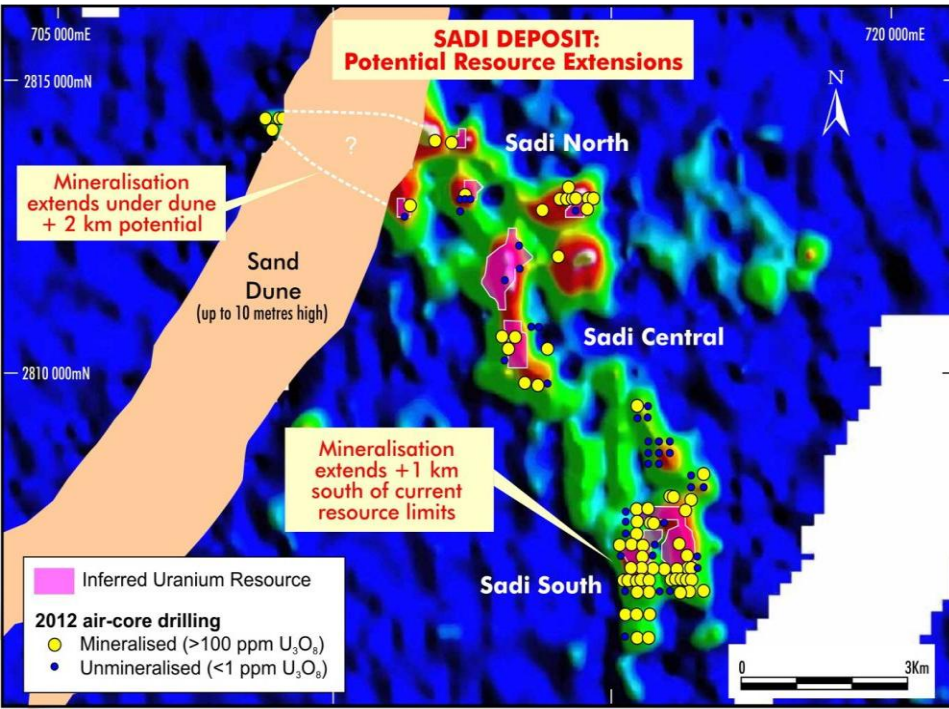 705 000mE
SADI DEPOSIT:
Potential Resource Extensions
720 000mE
2815 000mN
N
Sadi North
?
Mineralisation
extends under dune
+ 2 km potential
Sand
Dune
(up to 10 metres high)
Sadi Central
2810 000mN
Mineralisation
extends +1 km
south of current
resource limits
Sadi South
Inferred Uranium Resource
2012 air-core drilling
Mineralised (>100 ppm U₃O₈)
Unmineralised (<1 ppm U₃O₈)
0 3Km